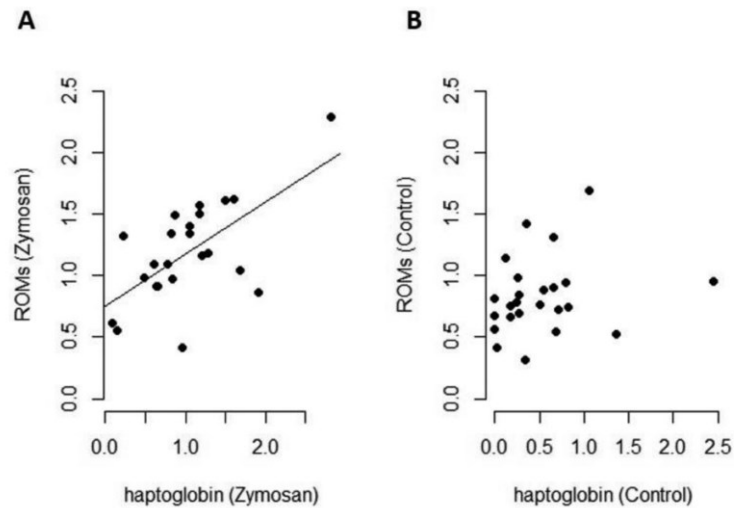 A
B
ROMs (Zymosan)
2.5
2.0
1.5
1.0
0.5
0.0
0.0 1.0 2.0
haptoglobin (Zymosan)
ROMs (Control)
2.5
2.0
1.5
1.0
0.5
0.0
0.0 0.5 1.0 1.5 2.0 2.5
haptoglobin (Control)